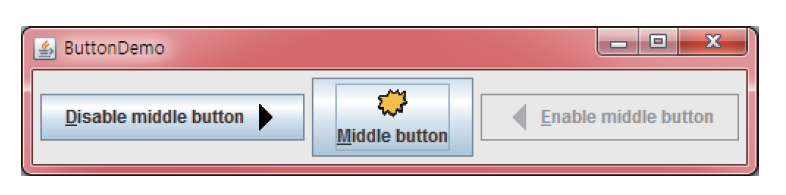 ButtonDemo
Disable middle button
Middle button
Enable middle button